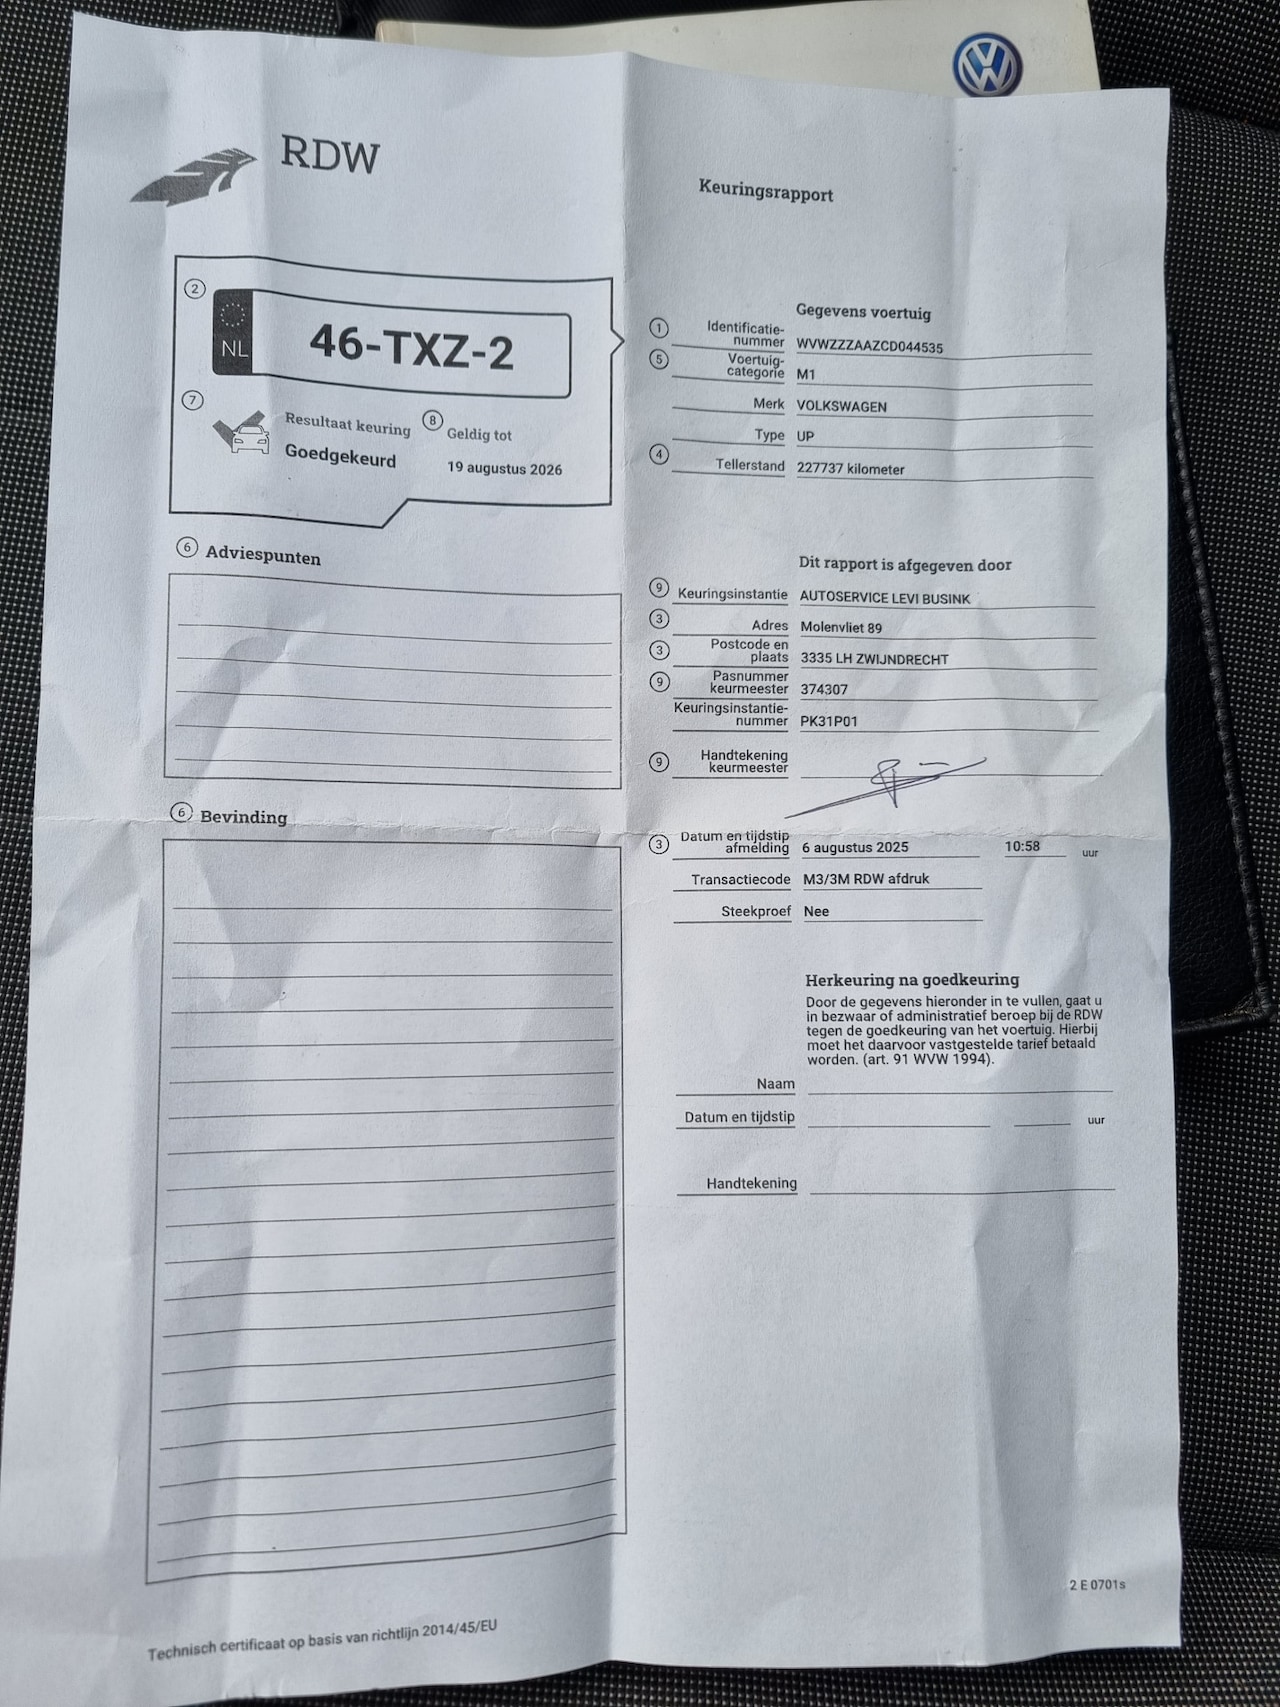 RDW
Keuringsrapport
2
NL
46-TXZ-2
7
Resultaat keuring
Goedgekeurd
8
Geldig tot
19 augustus 2026
6 Adviespunten
6 Bevinding
Gegevens voertuig
1 Identificatie-
nummer WVWZZZAAZCD044535
5 Voertuig-
categorie M1
Merk VOLKSWAGEN
Type UP
4 Tellerstand 227737 kilometer
Dit rapport is afgegeven door
9 Keuringsinstantie AUTOSERVICE LEVI BUSINK
3 Adres Molenvliet 89
3 Postcode en
plaats 3335 LH ZWIJNDRECHT
9 Pasnummer
keurmeester 374307
Keuringsinstantie-
nummer PK31P01
9 Handtekening
keurmeester
3 Datum en tijdstip
afmelding 6 augustus 2025 10:58 uur
Transactiecode M3/3M RDW afdruk
Steekproef Nee
Herkeuring na goedkeuring
Door de gegevens hieronder in te vullen, gaat u
in bezwaar of administratief beroep bij de RDW
tegen de goedkeuring van het voertuig. Hierbij
moet het daarvoor vastgestelde tarief betaald
worden. (art. 91 WVW 1994).
Naam
Datum en tijdstip uur
Handtekening
2 E 0701s
Technisch certificaat op basis van richtlijn 2014/45/EU